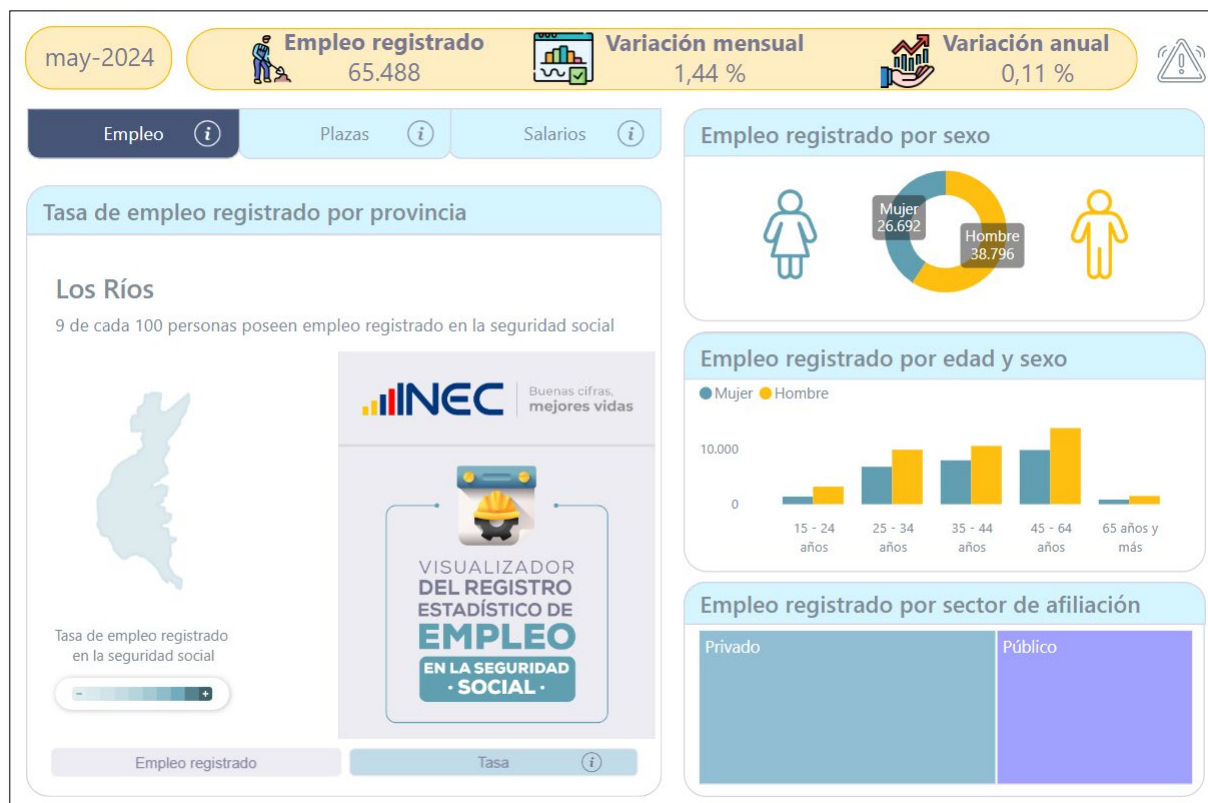 may-2024
Empleo registrado
65.488
Variación mensual
1,44 %
Variación anual
0,11 %
Empleo
Plazas
Salarios
Tasa de empleo registrado por provincia
Los Ríos
9 de cada 100 personas poseen empleo registrado en la seguridad social
INEC
Buenas cifras,
mejores vidas
VISUALIZADOR
DEL REGISTRO
ESTADÍSTICO DE
EMPLEO
EN LA SEGURIDAD
· SOCIAL ·
Tasa de empleo registrado
en la seguridad social
- +
Empleo registrado
Tasa
Empleo registrado por sexo
Mujer
26.692
Hombre
38.796
Empleo registrado por edad y sexo
Mujer Hombre
10.000
0
15 - 24
años
25 - 34
años
35 - 44
años
45 - 64
años
65 años y
más
Empleo registrado por sector de afiliación
Privado
Público